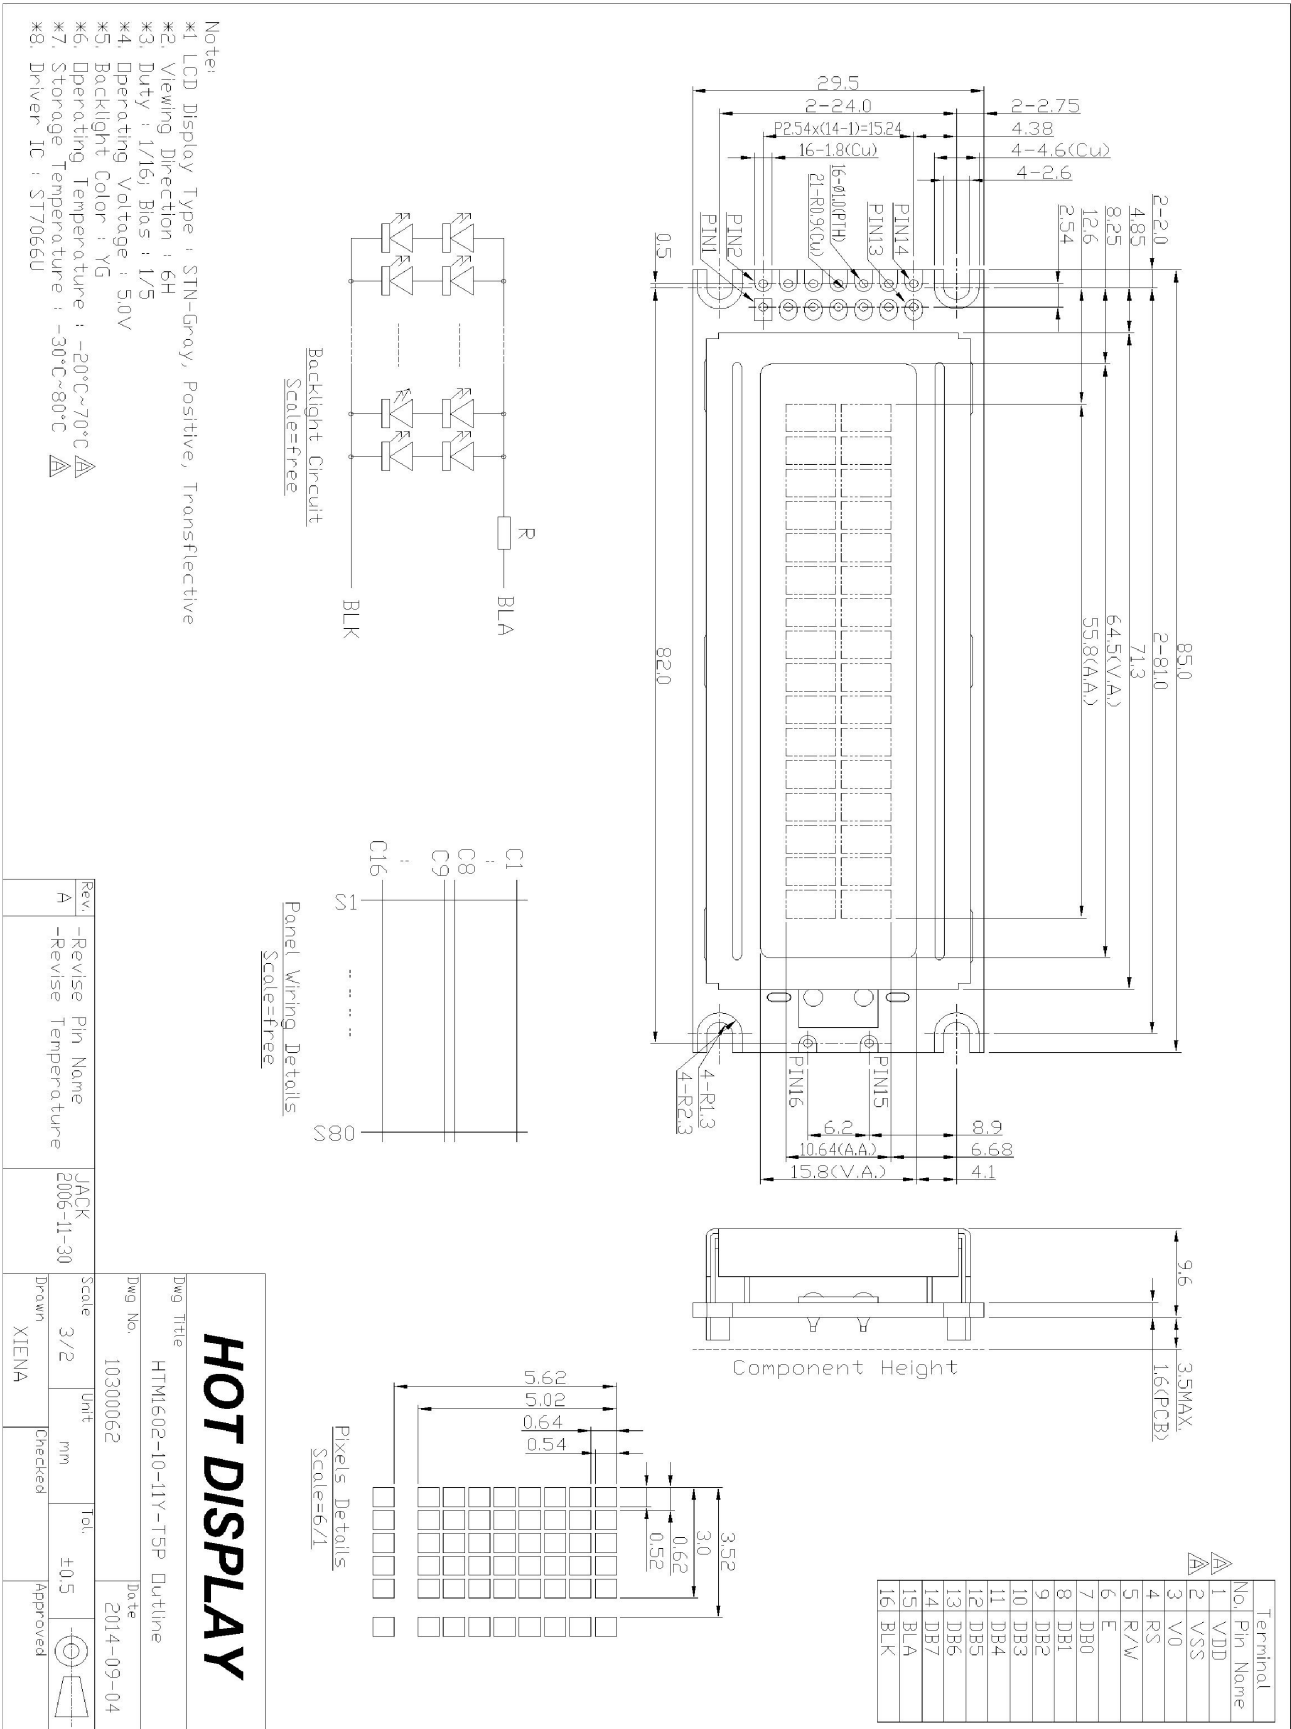 85.0
2-81.0
71.3
64.5(V.A.)
55.8(A.A.)
2-2.0
4.85
8.25
12.6
2.54
29.5
2-24.0
P2.54x(14-1)=15.24
16-1.8(Cu)
2-2.75
4.38
4-4.6(Cu)
4-2.6
16-ø1.0(PTH)
21-R0.9(Cu)
PIN14
PIN13
PIN2
PIN1
0.5
82.0
PIN15
PIN16
4-R1.3
4-R2.3
8.9
6.2
6.68
10.64(A.A.)
4.1
15.8(V.A.)
9.6
3.5MAX.
1.6(PCB)
Component Height
Terminal
No. Pin Name
A 1 VDD
A 2 VSS
3 V0
4 RS
5 R/W
6 E
7 DB0
8 DB1
9 DB2
10 DB3
11 DB4
12 DB5
13 DB6
14 DB7
15 BLA
16 BLK
R
BLA
BLK
Backlight Circuit
Scale=free
C1
:
C8
C9
:
C16
S1
S80
Panel Wiring Details
Scale=free
5.62
5.02
0.64
0.54
3.52
3.0
0.62
0.52
Pixels Details
Scale=6/1
Note:
*1 LCD Display Type : STN-Gray, Positive, Transflective
*2. Viewing Direction : 6H
*3. Duty : 1/16; Bias : 1/5
*4. Operating Voltage : 5.0V
*5. Backlight Color : YG
*6. Operating Temperature : -20°C~70°C A
*7. Storage Temperature : -30°C~80°C A
*8. Driver IC : ST7066U
Rev.
A
-Revise Pin Name
-Revise Temperature
JACK
2006-11-30
HOT DISPLAY
Dwg Title
HTM1602-10-11Y-T5P Outline
Dwg No.
10300062
Date
2014-09-04
Scale 3/2
Unit mm
Tol. ±0.5
Drawn XIENA
Checked
Approved